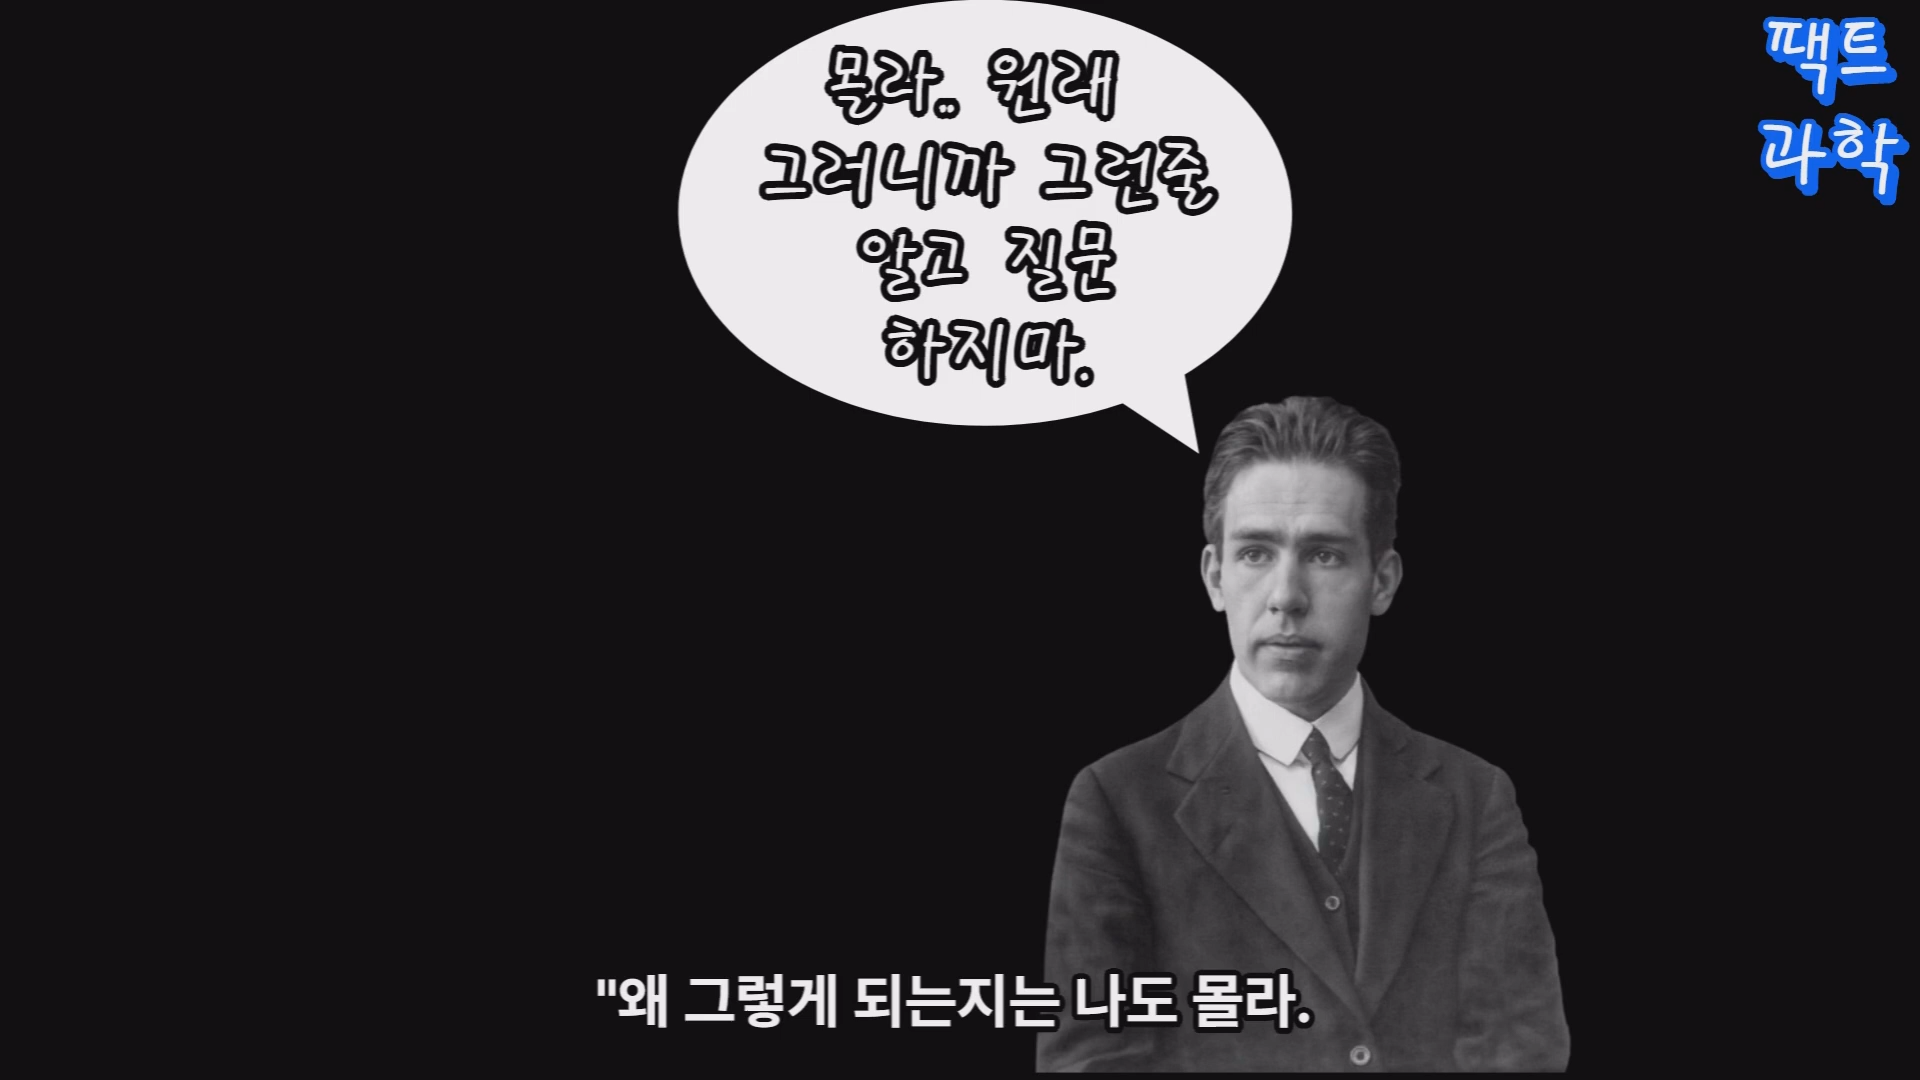 몰라.. 원래
그러니까 그런줄
알고 질문
하지마.
팩트
과학
"왜 그렇게 되는지는 나도 몰라.